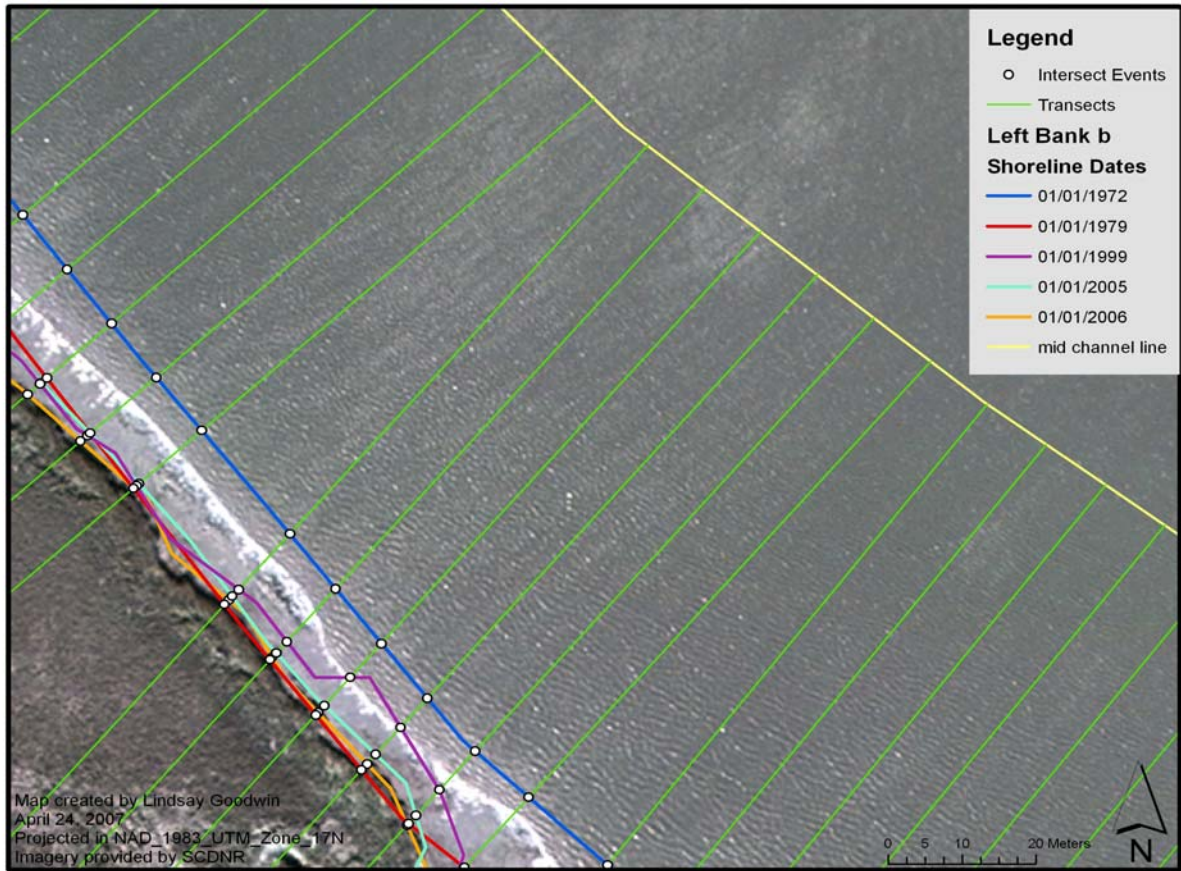 Legend
Intersect Events
Transects
Left Bank b
Shoreline Dates
01/01/1972
01/01/1979
01/01/1999
01/01/2005
01/01/2006
mid channel line
Map created by Lindsay Goodwin
April 24, 2007
Projected in NAD_1983_UTM_Zone_17N
Imagery provided by SCDNR
0 5 10 20 Meters
N